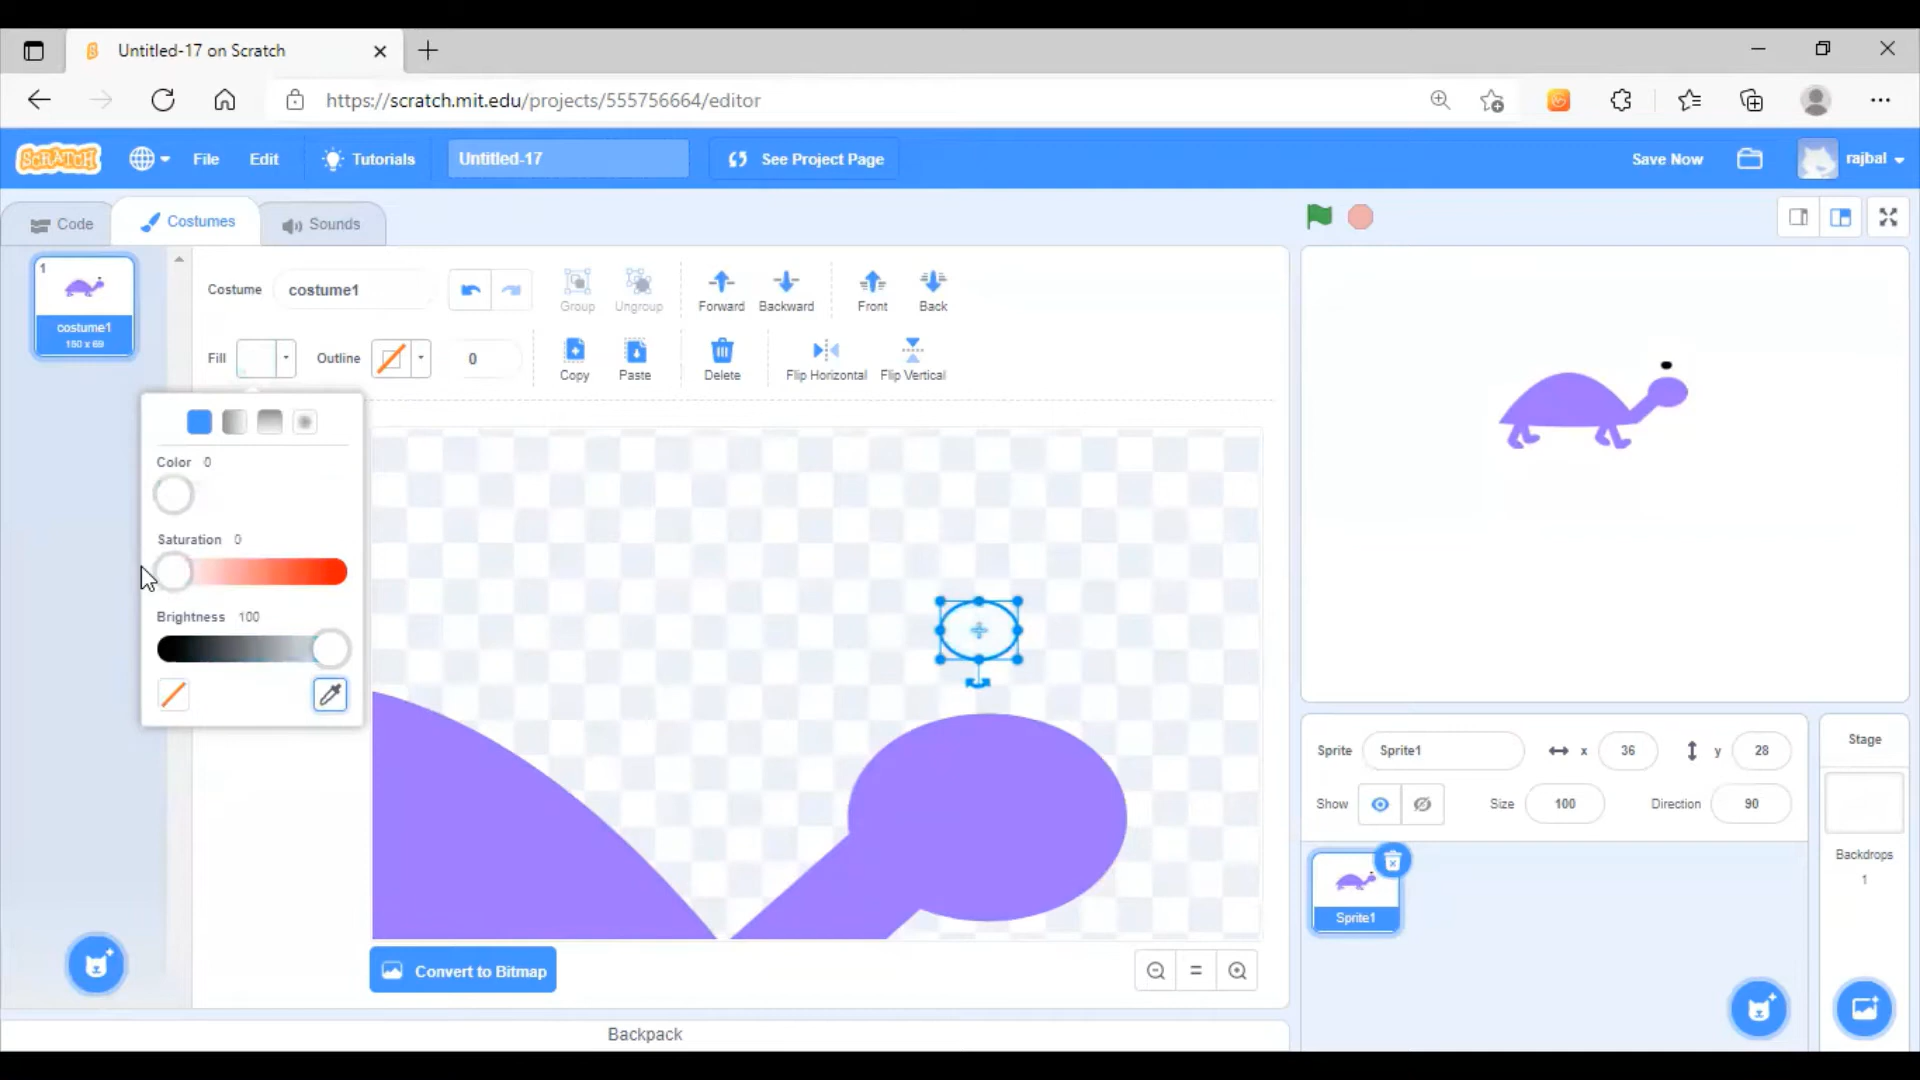 Untitled-17 on Scratch
https://scratch.mit.edu/projects/555756664/editor
SCRATCH
File
Edit
Tutorials
Untitled-17
See Project Page
Save Now
rajbal
Code
Costumes
Sounds
1
costume1
150 x 69
Costume
costume1
Group
Ungroup
Forward
Backward
Front
Back
Fill
Outline
0
Copy
Paste
Delete
Flip Horizontal
Flip Vertical
Color 0
Saturation 0
Brightness 100
Convert to Bitmap
Backpack
Sprite
Sprite1
x
36
y
28
Show
Size
100
Direction
90
Sprite1
Stage
Backdrops
1